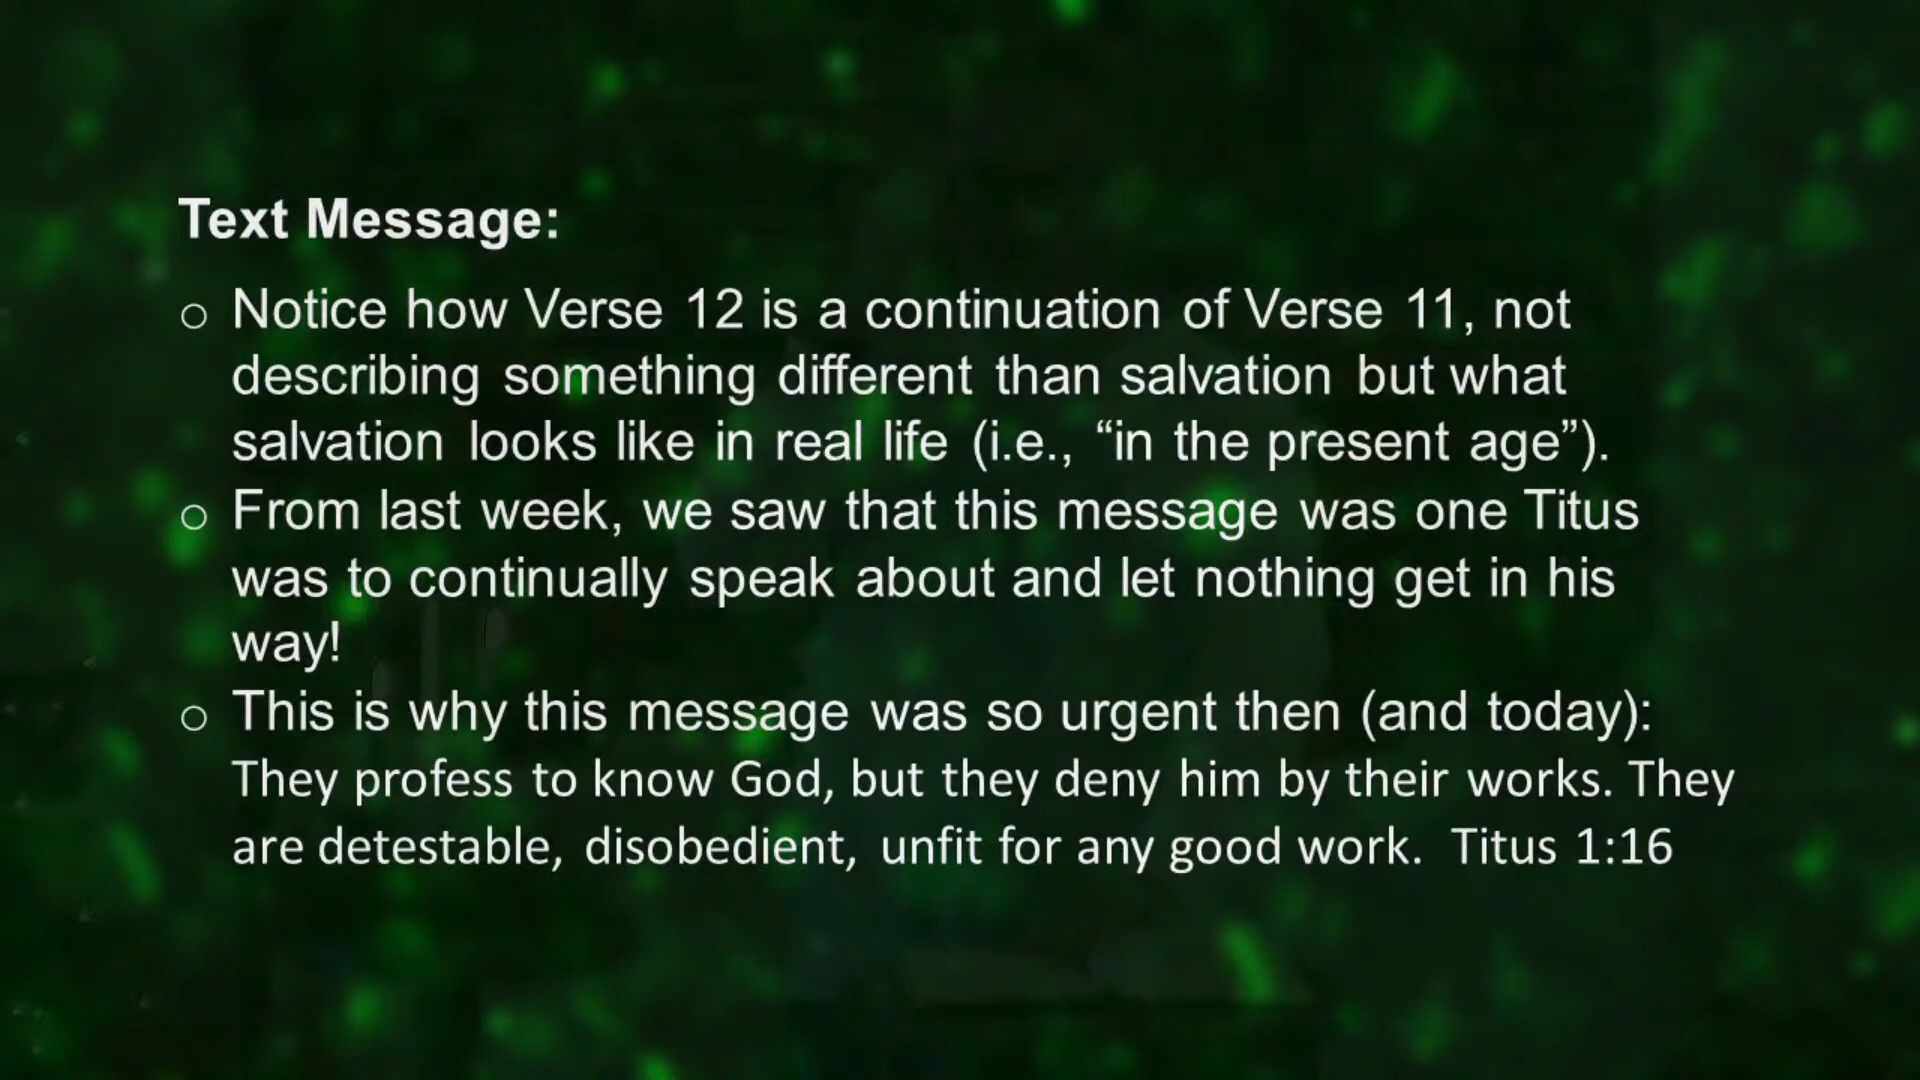 Text Message:
○ Notice how Verse 12 is a continuation of Verse 11, not
describing something different than salvation but what
salvation looks like in real life (i.e., “in the present age”).
○ From last week, we saw that this message was one Titus
was to continually speak about and let nothing get in his
way!
○ This is why this message was so urgent then (and today):
They profess to know God, but they deny him by their works. They
are detestable, disobedient, unfit for any good work. Titus 1:16